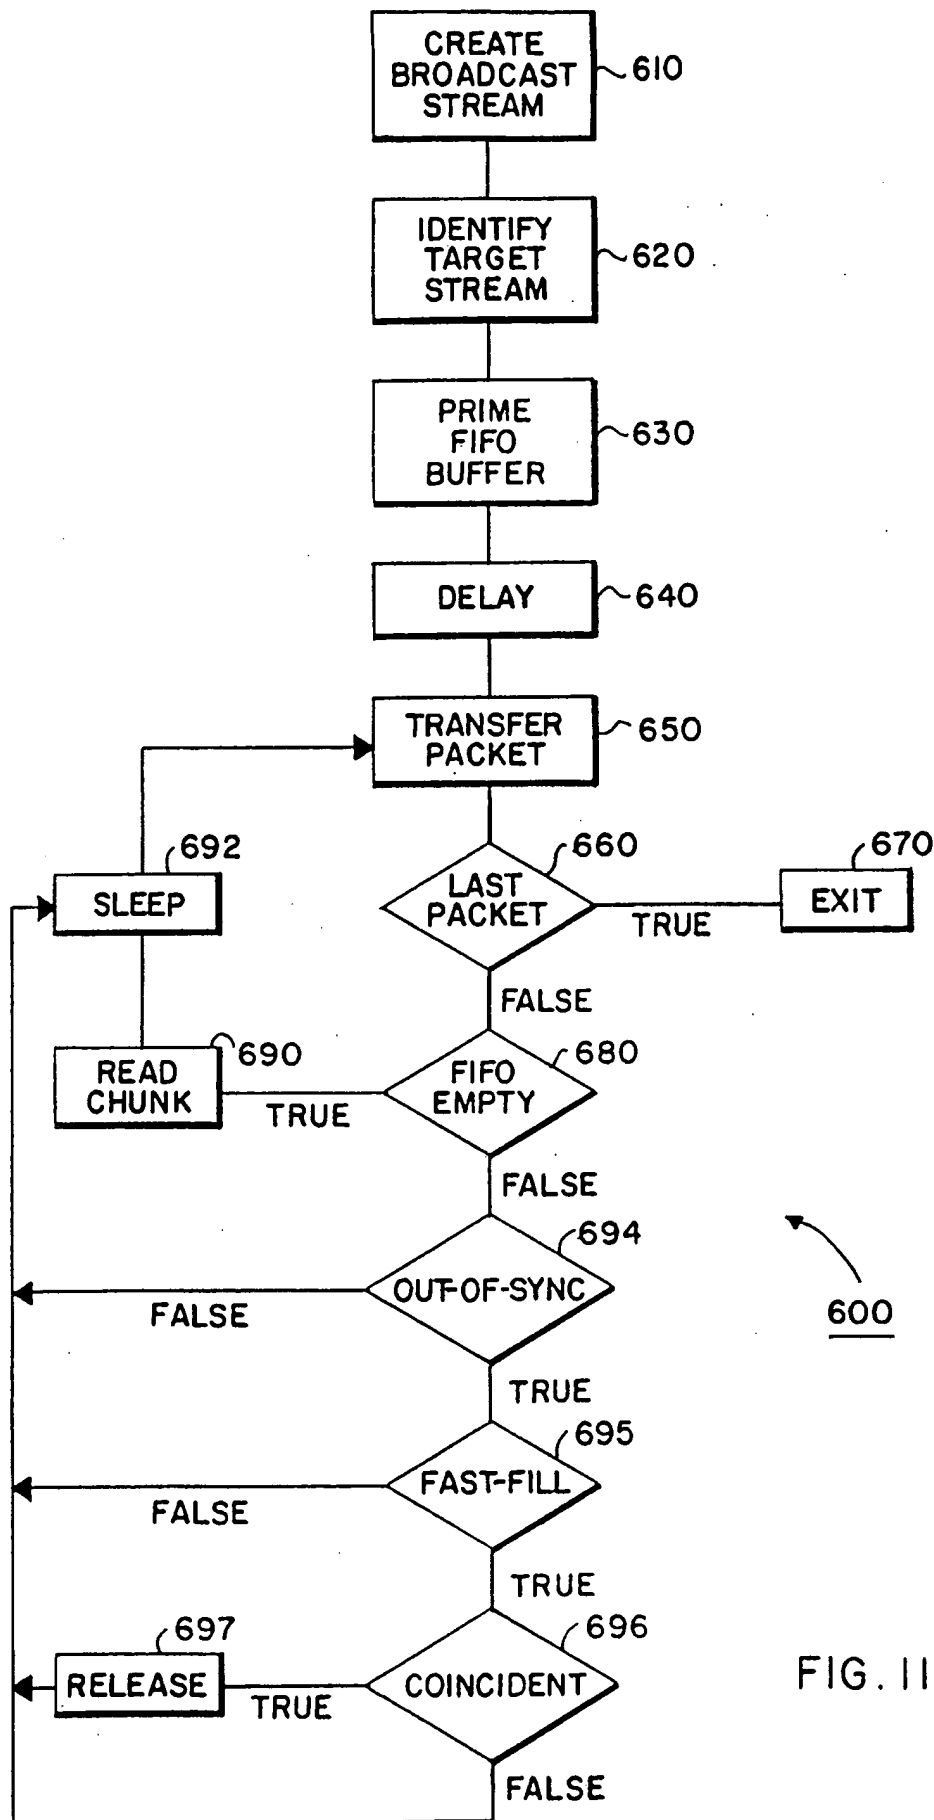 CREATE
BROADCAST
STREAM
610
IDENTIFY
TARGET
STREAM
620
PRIME
FIFO
BUFFER
630
DELAY
640
TRANSFER
PACKET
650
692
SLEEP
660
LAST
PACKET
TRUE
670
EXIT
FALSE
690
READ
CHUNK
TRUE
680
FIFO
EMPTY
FALSE
694
OUT-OF-SYNC
FALSE
600
TRUE
695
FAST-FILL
FALSE
TRUE
697
RELEASE
TRUE
696
COINCIDENT
FIG. 11
FALSE